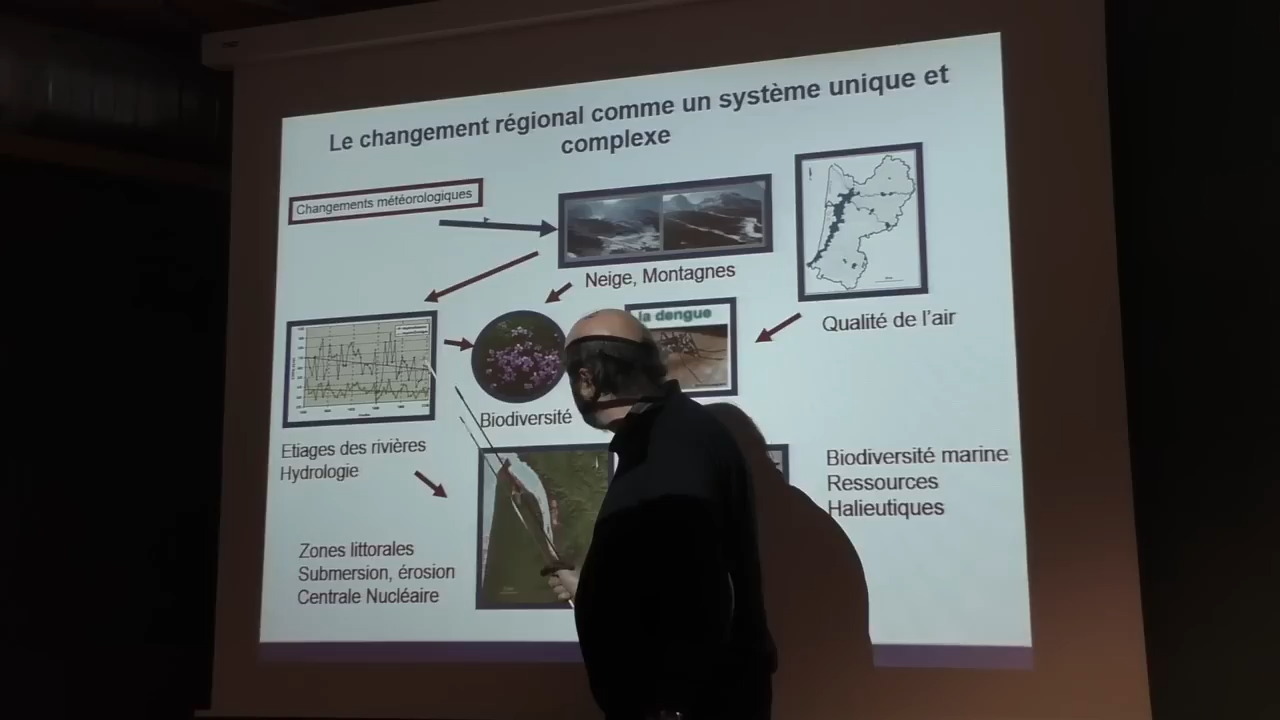 Le changement régional comme un système unique et
complexe
Changements météorologiques
Neige, Montagnes
la dengue
Qualité de l'air
Biodiversité
Etiages des rivières
Hydrologie
Biodiversité marine
Ressources
Halieutiques
Zones littorales
Submersion, érosion
Centrale Nucléaire